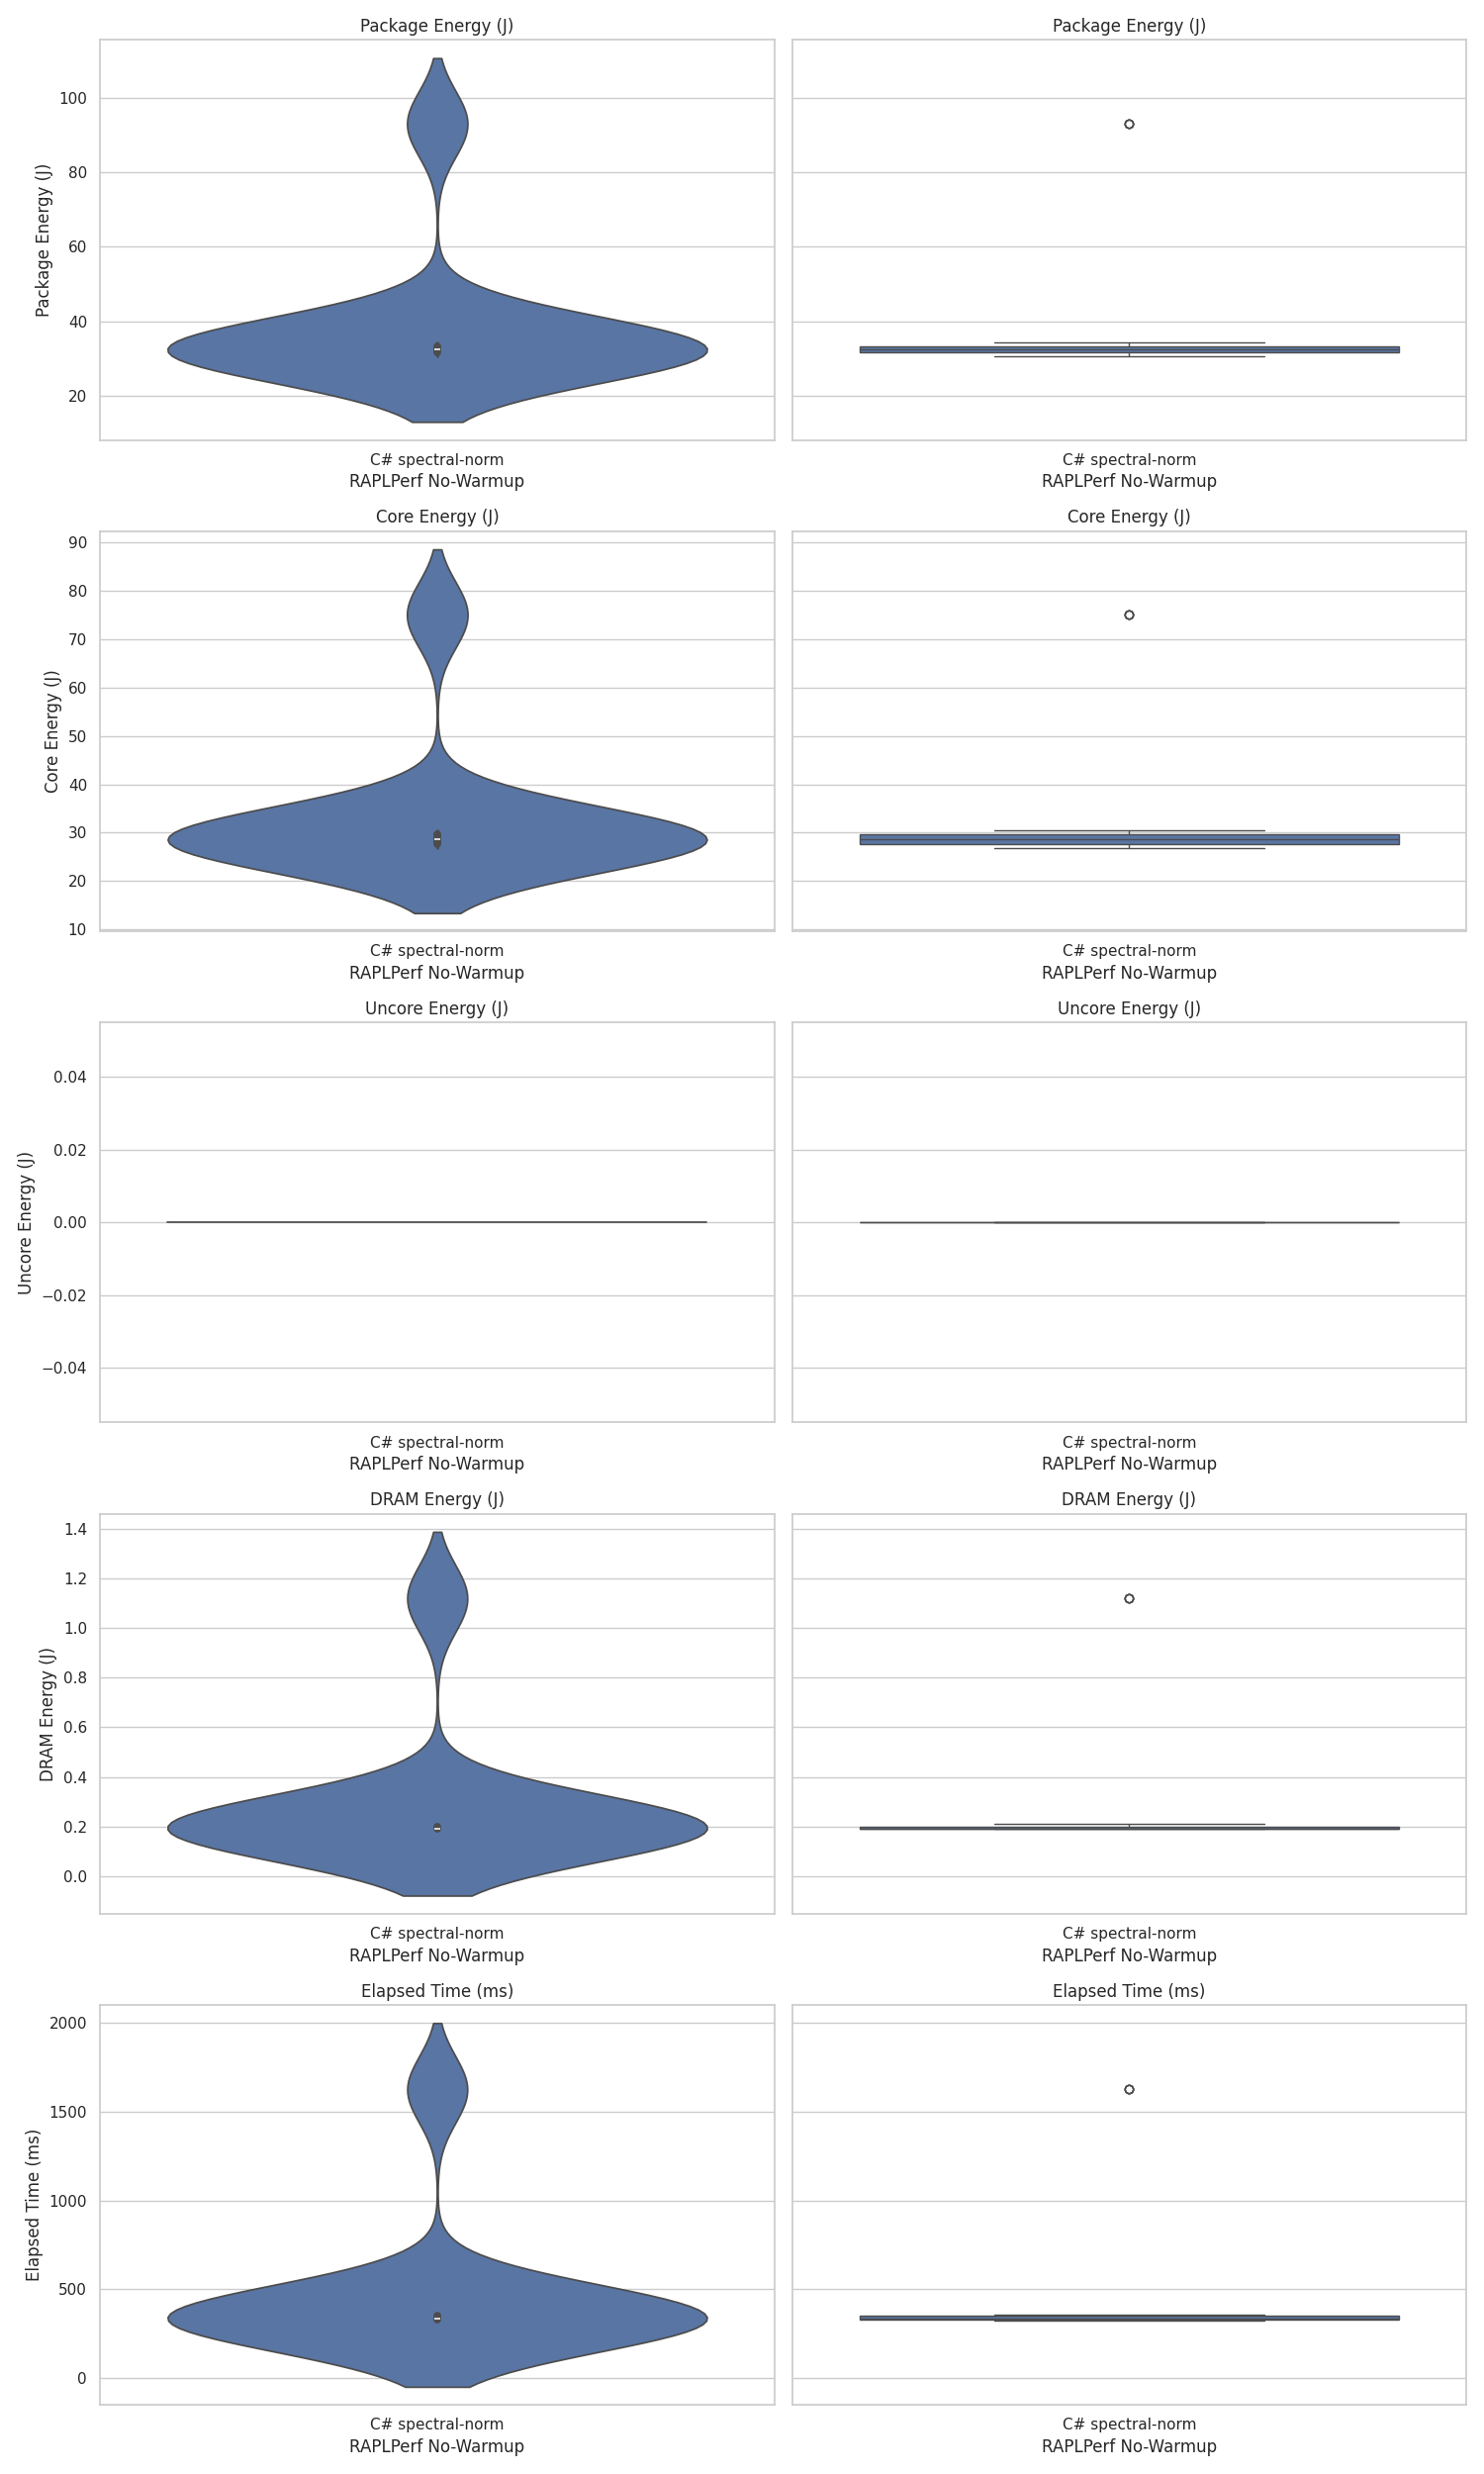 Package Energy (J)
Package Energy (J)
Package Energy (J)
100
80
60
40
20
C# spectral-norm
RAPLPerf No-Warmup
C# spectral-norm
RAPLPerf No-Warmup
Core Energy (J)
Core Energy (J)
Core Energy (J)
90
80
70
60
50
40
30
20
10
C# spectral-norm
RAPLPerf No-Warmup
C# spectral-norm
RAPLPerf No-Warmup
Uncore Energy (J)
Uncore Energy (J)
Uncore Energy (J)
0.04
0.02
0.00
−0.02
−0.04
C# spectral-norm
RAPLPerf No-Warmup
C# spectral-norm
RAPLPerf No-Warmup
DRAM Energy (J)
DRAM Energy (J)
DRAM Energy (J)
1.4
1.2
1.0
0.8
0.6
0.4
0.2
0.0
C# spectral-norm
RAPLPerf No-Warmup
C# spectral-norm
RAPLPerf No-Warmup
Elapsed Time (ms)
Elapsed Time (ms)
Elapsed Time (ms)
2000
1500
1000
500
0
C# spectral-norm
RAPLPerf No-Warmup
C# spectral-norm
RAPLPerf No-Warmup